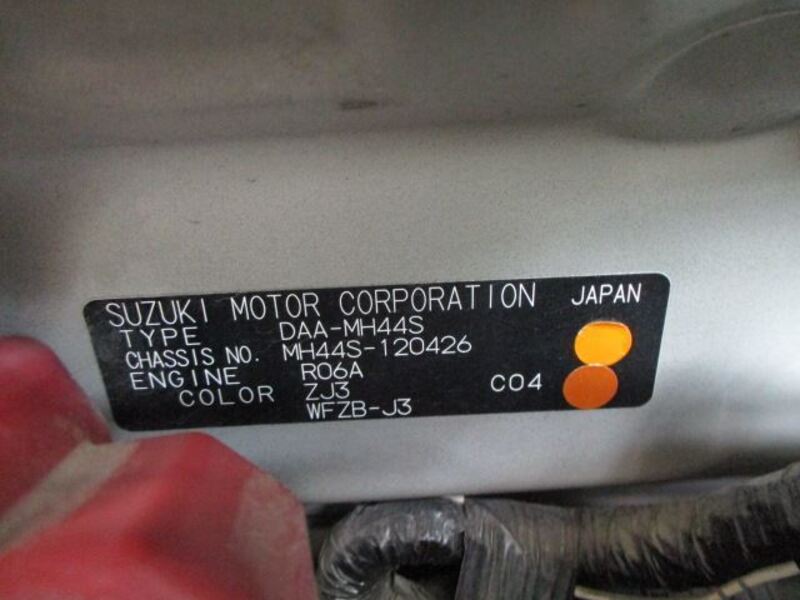 SUZUKI MOTOR CORPORATION JAPAN
TYPE DAA-MH44S
CHASSIS NO. MH44S-120426
ENGINE R06A
COLOR ZJ3 C04
WFZB-J3